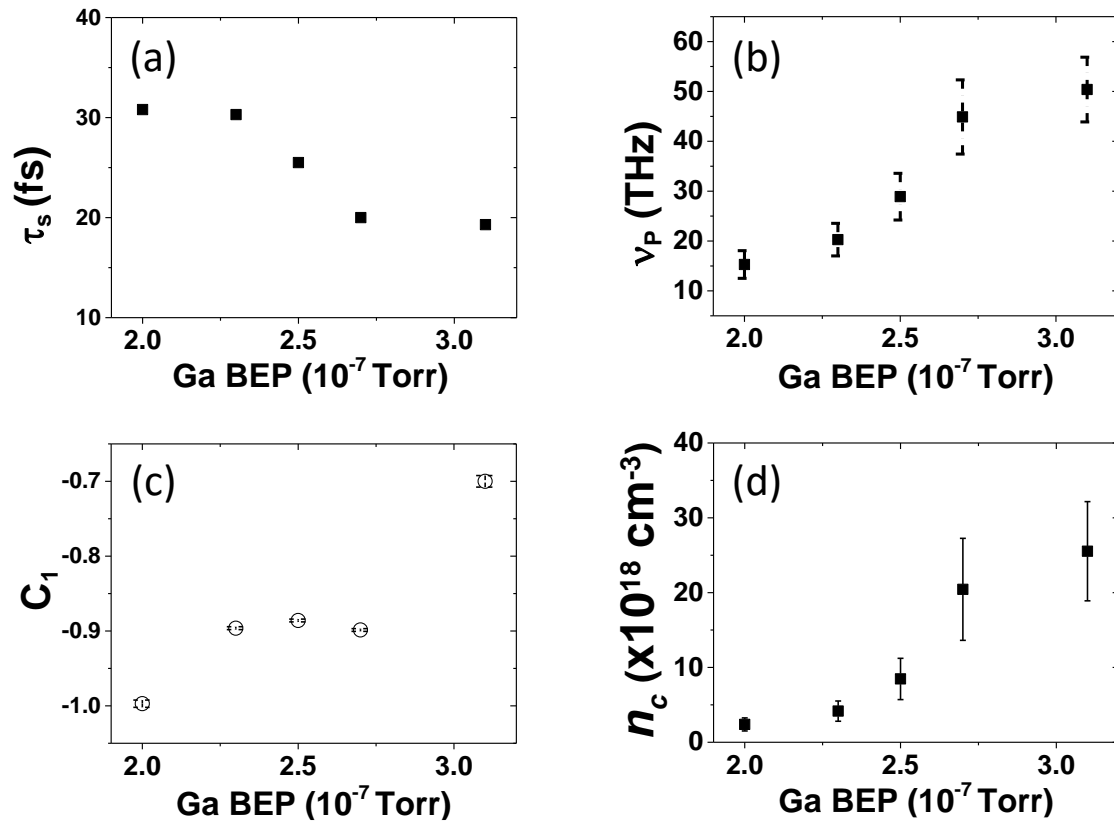 (a)
40
30
20
10
τs (fs)
2.0 2.5 3.0
Ga BEP (10-7 Torr)
(b)
60
50
40
30
20
10
νP (THz)
2.0 2.5 3.0
Ga BEP (10-7 Torr)
(c)
-0.7
-0.8
-0.9
-1.0
C1
2.0 2.5 3.0
Ga BEP (10-7 Torr)
(d)
40
30
20
10
0
nc (x1018 cm-3)
2.0 2.5 3.0
Ga BEP (10-7 Torr)